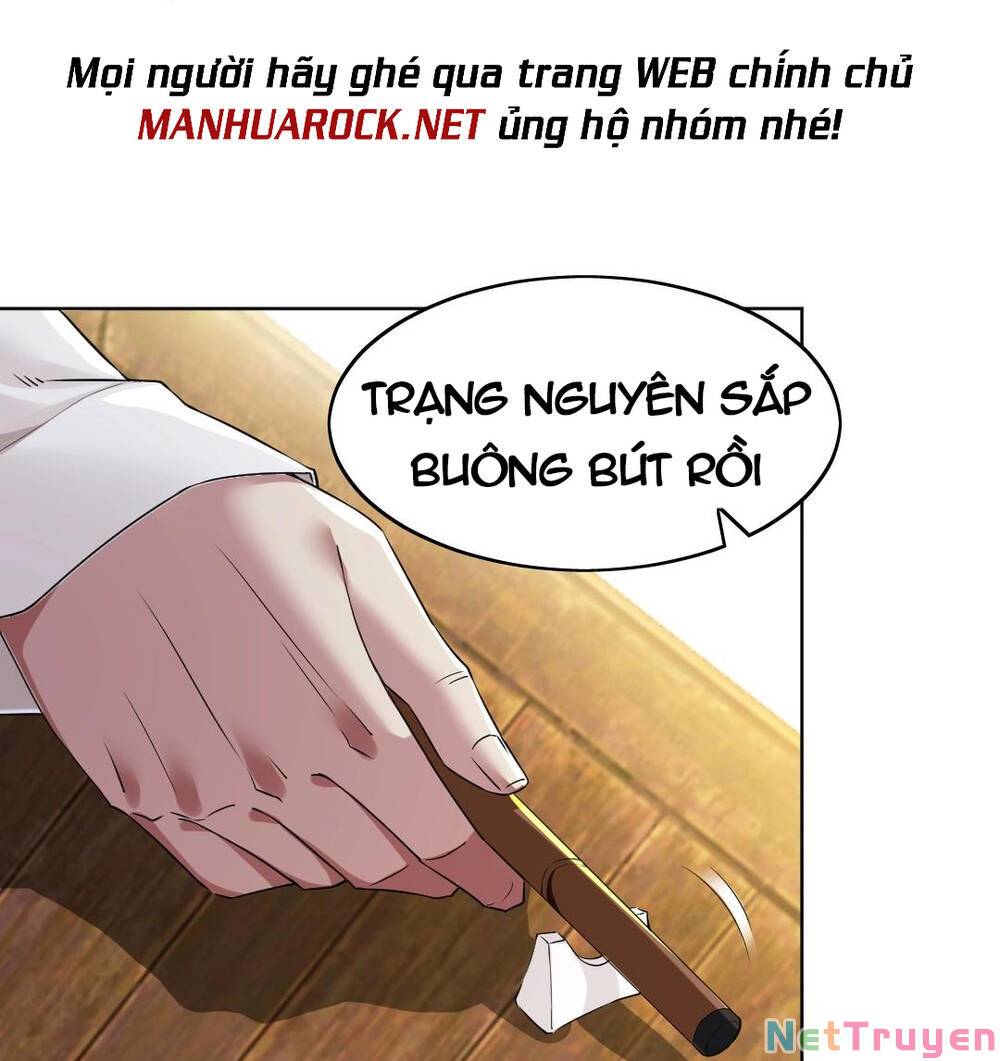 Mọi người hãy ghé qua trang WEB chính chủ
MANHUAROCK.NET ủng hộ nhóm nhé!
TRẠNG NGUYÊN SẮP
BUÔNG BÚT RỒI
NetTruyen